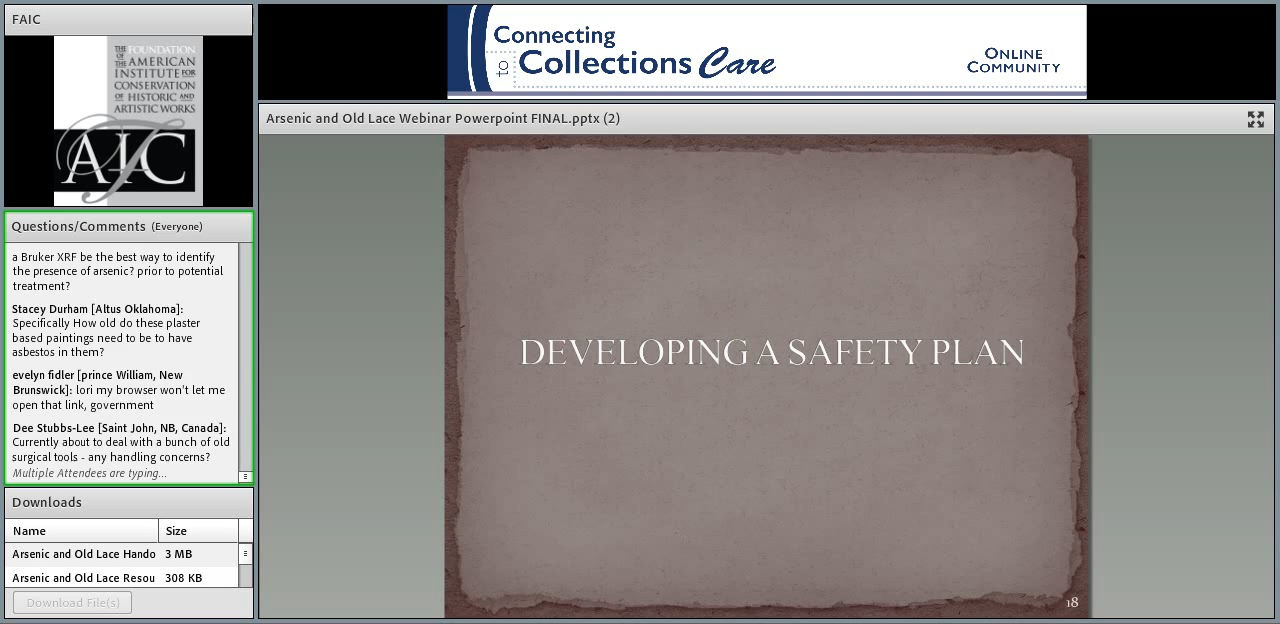 FAIC
THE FOUNDATION
OF THE AMERICAN
INSTITUTE FOR
CONSERVATION
OF HISTORIC AND
ARTISTIC WORKS
FAIC
Connecting
to Collections Care
ONLINE
COMMUNITY
Questions/Comments (Everyone)
a Bruker XRF be the best way to identify
the presence of arsenic? prior to potential
treatment?
Stacey Durham [Altus Oklahoma]:
Specifically How old do these plaster
based paintings need to be to have
asbestos in them?
evelyn fidler [prince William, New
Brunswick]: lori my browser won't let me
open that link, government
Dee Stubbs-Lee [Saint John, NB, Canada]:
Currently about to deal with a bunch of old
surgical tools - any handling concerns?
Multiple Attendees are typing...
Downloads
Name Size
Arsenic and Old Lace Hando 3 MB
Arsenic and Old Lace Resou 308 KB
Download File(s)
Arsenic and Old Lace Webinar Powerpoint FINAL.pptx (2)
DEVELOPING A SAFETY PLAN
18